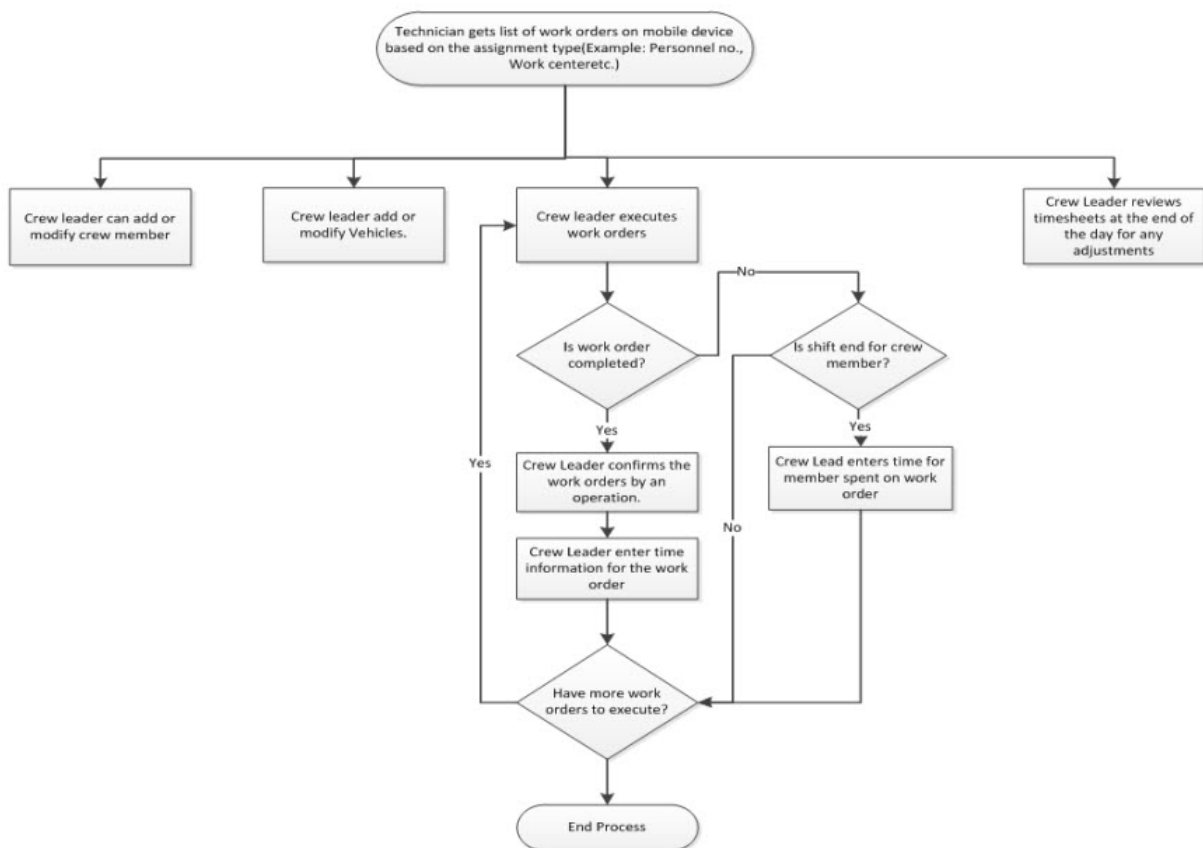 Technician gets list of work orders on mobile device
based on the assignment type(Example: Personnel no.,
Work centeretc.)
Crew leader can add or
modify crew member
Crew leader add or
modify Vehicles.
Crew leader executes
work orders
Crew Leader reviews
timesheets at the end of
the day for any
adjustments
No
Is work order
completed?
Is shift end for crew
member?
Yes
Yes
Yes
Crew Leader confirms the
work orders by an
operation.
Crew Lead enters time for
member spent on work
order
No
Crew Leader enter time
information for the work
order
Have more work
orders to execute?
End Process